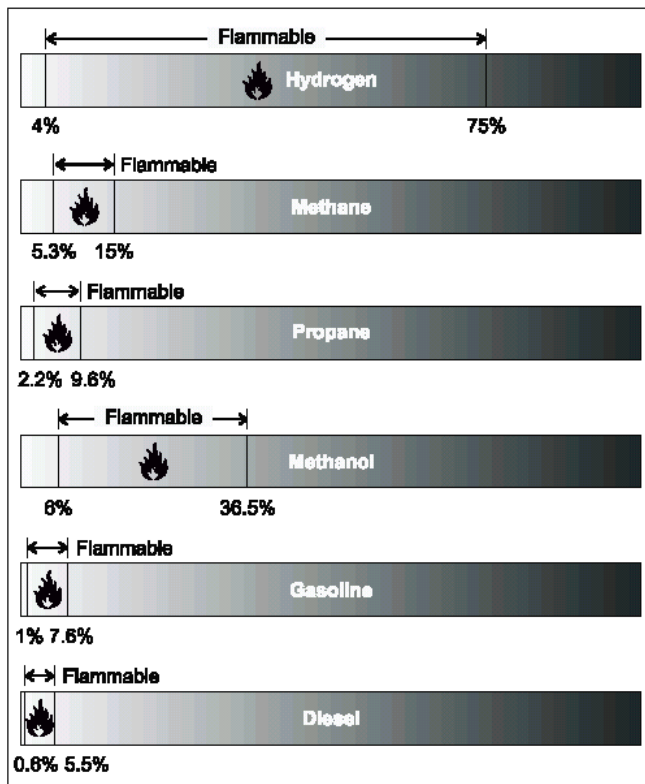 Flammable
Hydrogen
4% 75%
Flammable
Methane
5.3% 15%
Flammable
Propane
2.2% 9.6%
Flammable
Methanol
6% 36.5%
Flammable
Gasoline
1% 7.6%
Flammable
Diesel
0.6% 5.5%